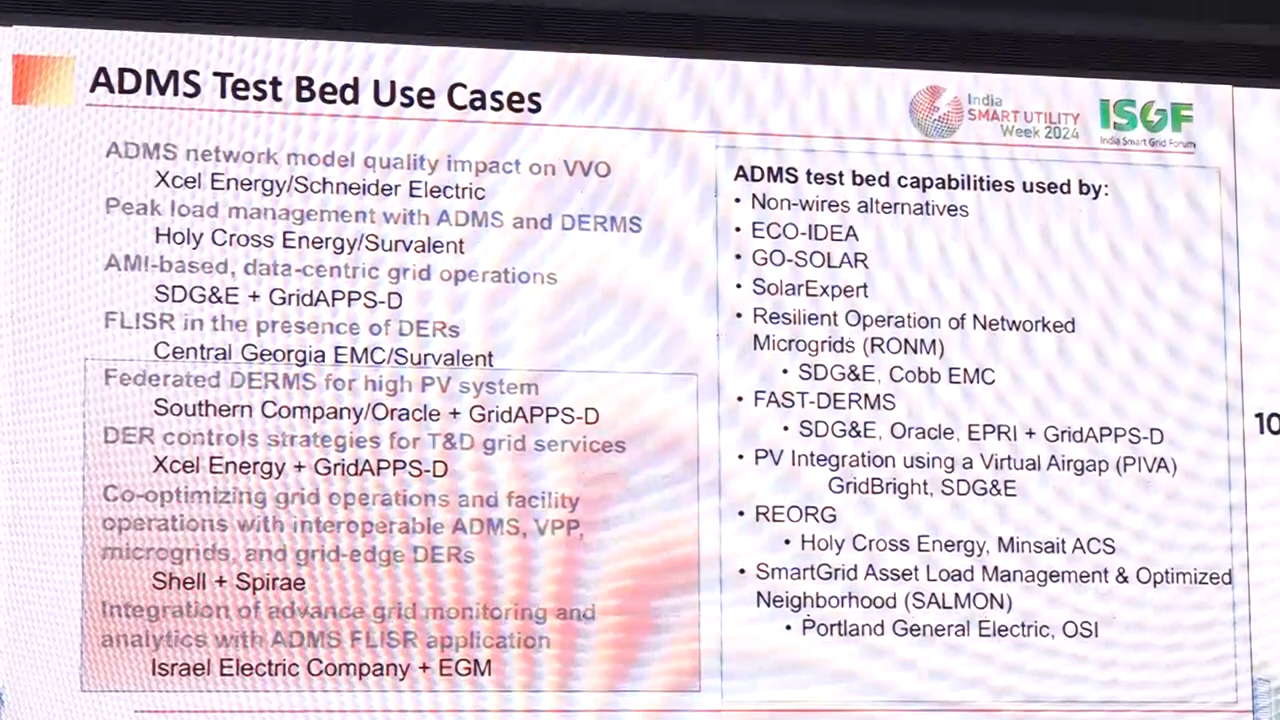 ADMS Test Bed Use Cases
India
SMART UTILITY
Week 2024
ISGF
India Smart Grid Forum
ADMS network model quality impact on VVO
Xcel Energy/Schneider Electric
Peak load management with ADMS and DERMS
Holy Cross Energy/Survalent
AMI-based, data-centric grid operations
SDG&E + GridAPPS-D
FLISR in the presence of DERs
Central Georgia EMC/Survalent
Federated DERMS for high PV system
Southern Company/Oracle + GridAPPS-D
DER controls strategies for T&D grid services
Xcel Energy + GridAPPS-D
Co-optimizing grid operations and facility
operations with interoperable ADMS, VPP,
microgrids, and grid-edge DERs
Shell + Spirae
Integration of advance grid monitoring and
analytics with ADMS FLISR application
Israel Electric Company + EGM
ADMS test bed capabilities used by:
• Non-wires alternatives
• ECO-IDEA
• GO-SOLAR
• SolarExpert
• Resilient Operation of Networked
Microgrids (RONM)
• SDG&E, Cobb EMC
• FAST-DERMS
• SDG&E, Oracle, EPRI + GridAPPS-D
• PV Integration using a Virtual Airgap (PIVA)
GridBright, SDG&E
• REORG
• Holy Cross Energy, Minsait ACS
• SmartGrid Asset Load Management & Optimized
Neighborhood (SALMON)
• Portland General Electric, OSI
10